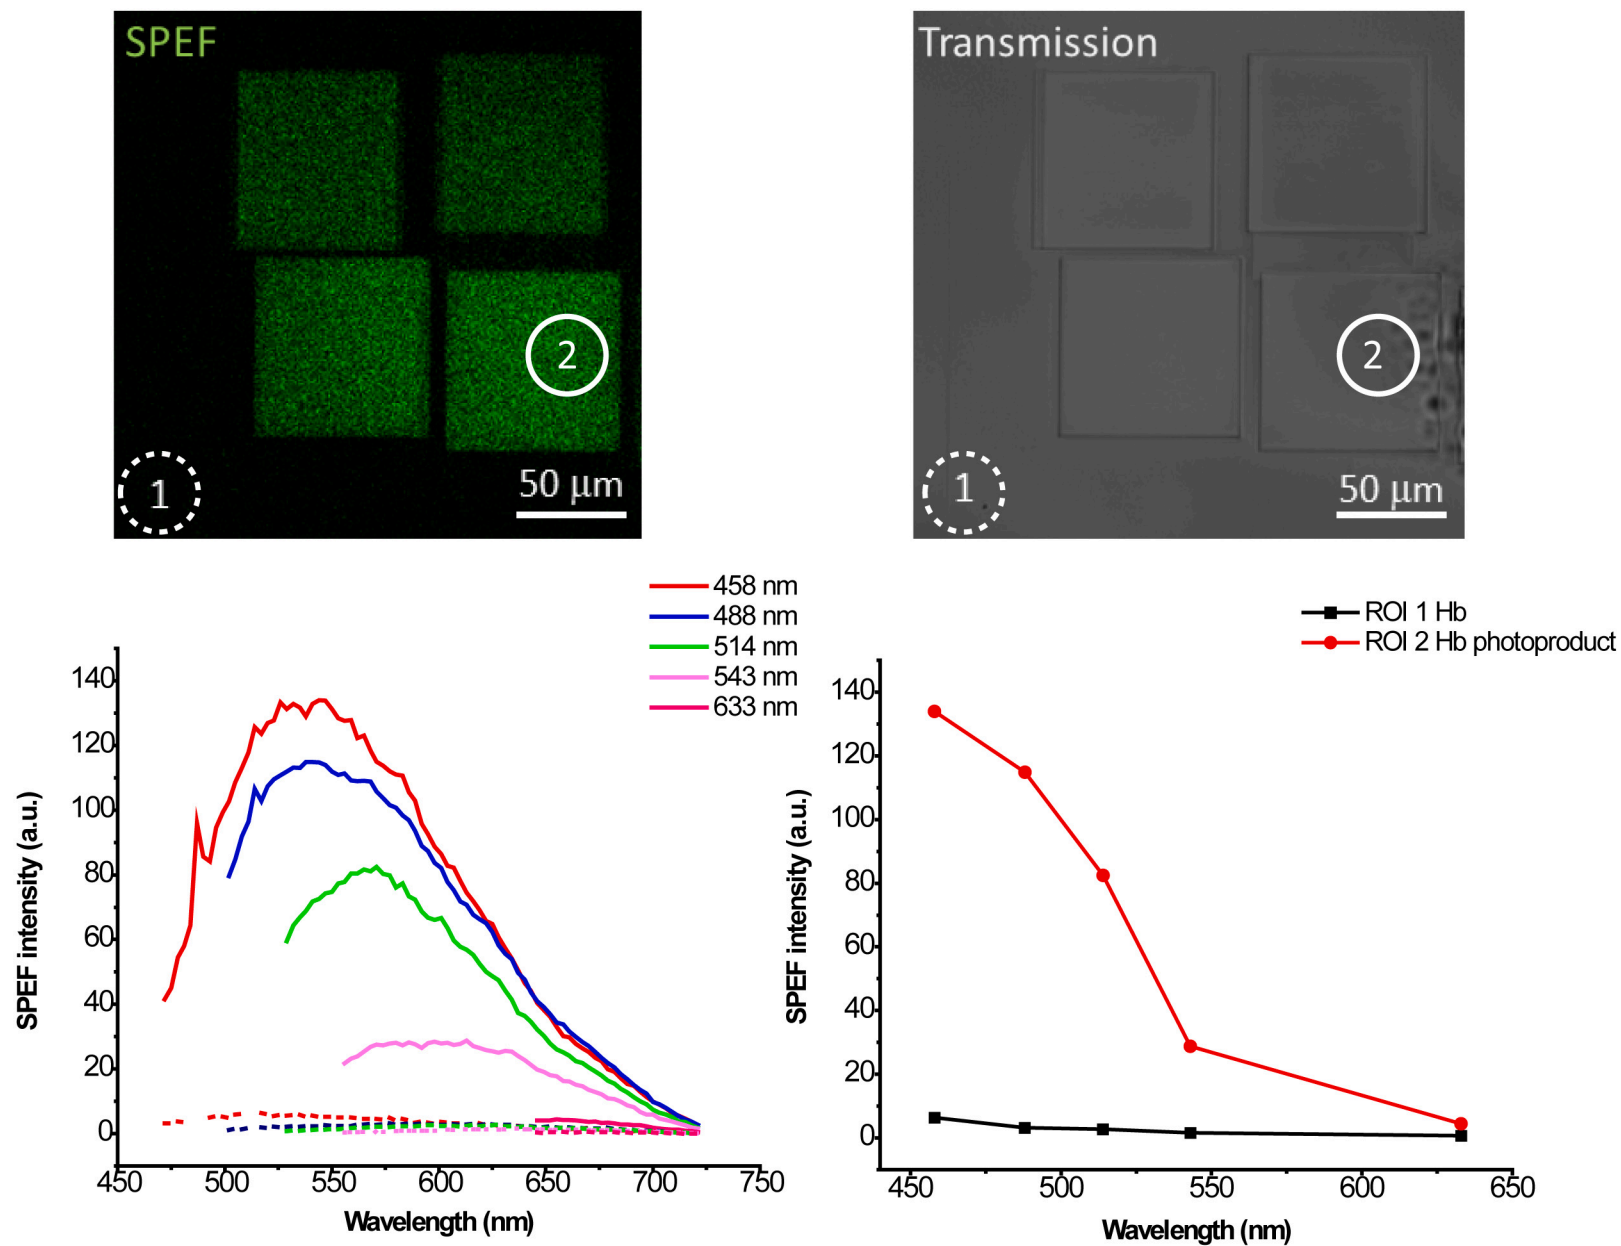 SPEF
2
1
50 μm
Transmission
2
1
50 μm
458 nm
488 nm
514 nm
543 nm
633 nm
SPEF intensity (a.u.)
140
120
100
80
60
40
20
0
450 500 550 600 650 700 750
Wavelength (nm)
ROI 1 Hb
ROI 2 Hb photoproduct
SPEF intensity (a.u.)
140
120
100
80
60
40
20
0
450 500 550 600 650
Wavelength (nm)